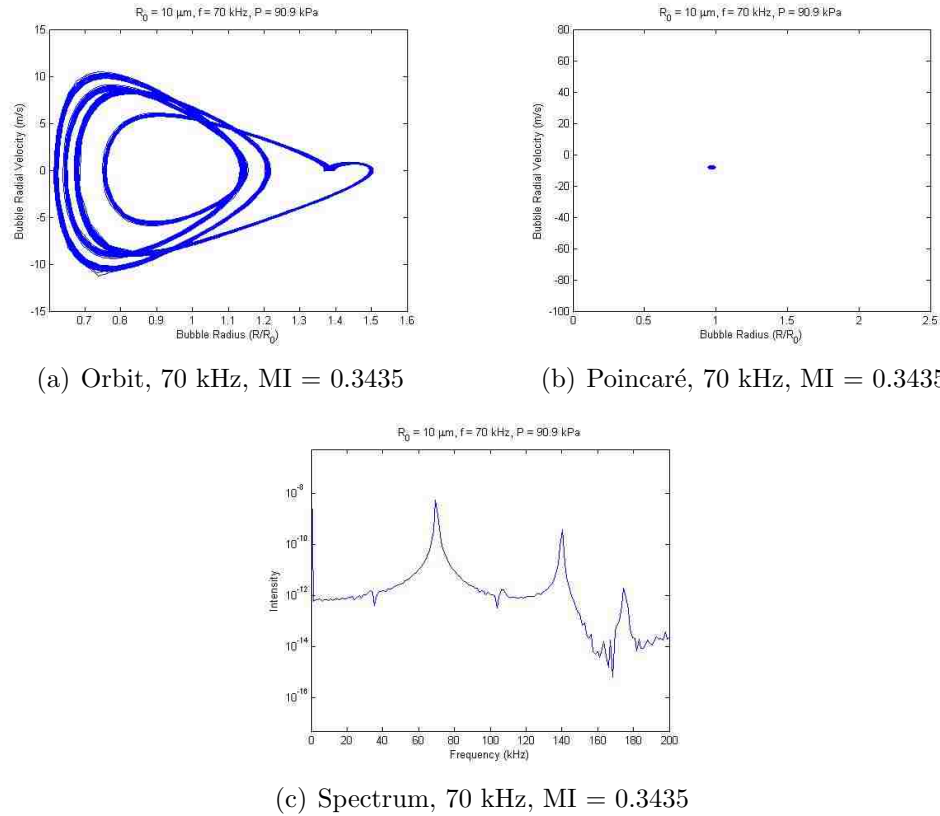 R0 = 10 μm, f = 70 kHz, P = 90.9 kPa
15
10
5
0
-5
-10
-15
Bubble Radial Velocity (m/s)
0.7 0.8 0.9 1 1.1 1.2 1.3 1.4 1.5 1.6
Bubble Radius (R/R0)
(a) Orbit, 70 kHz, MI = 0.3435
R0 = 10 μm, f = 70 kHz, P = 90.9 kPa
80
60
40
20
0
-20
-40
-60
-80
-100
Bubble Radial Velocity (m/s)
0 0.5 1 1.5 2 2.5
Bubble Radius (R/R0)
(b) Poincaré, 70 kHz, MI = 0.3435
R0 = 10 μm, f = 70 kHz, P = 90.9 kPa
10^-8
10^-10
10^-12
10^-14
10^-16
Intensity
0 20 40 60 80 100 120 140 160 180 200
Frequency (kHz)
(c) Spectrum, 70 kHz, MI = 0.3435